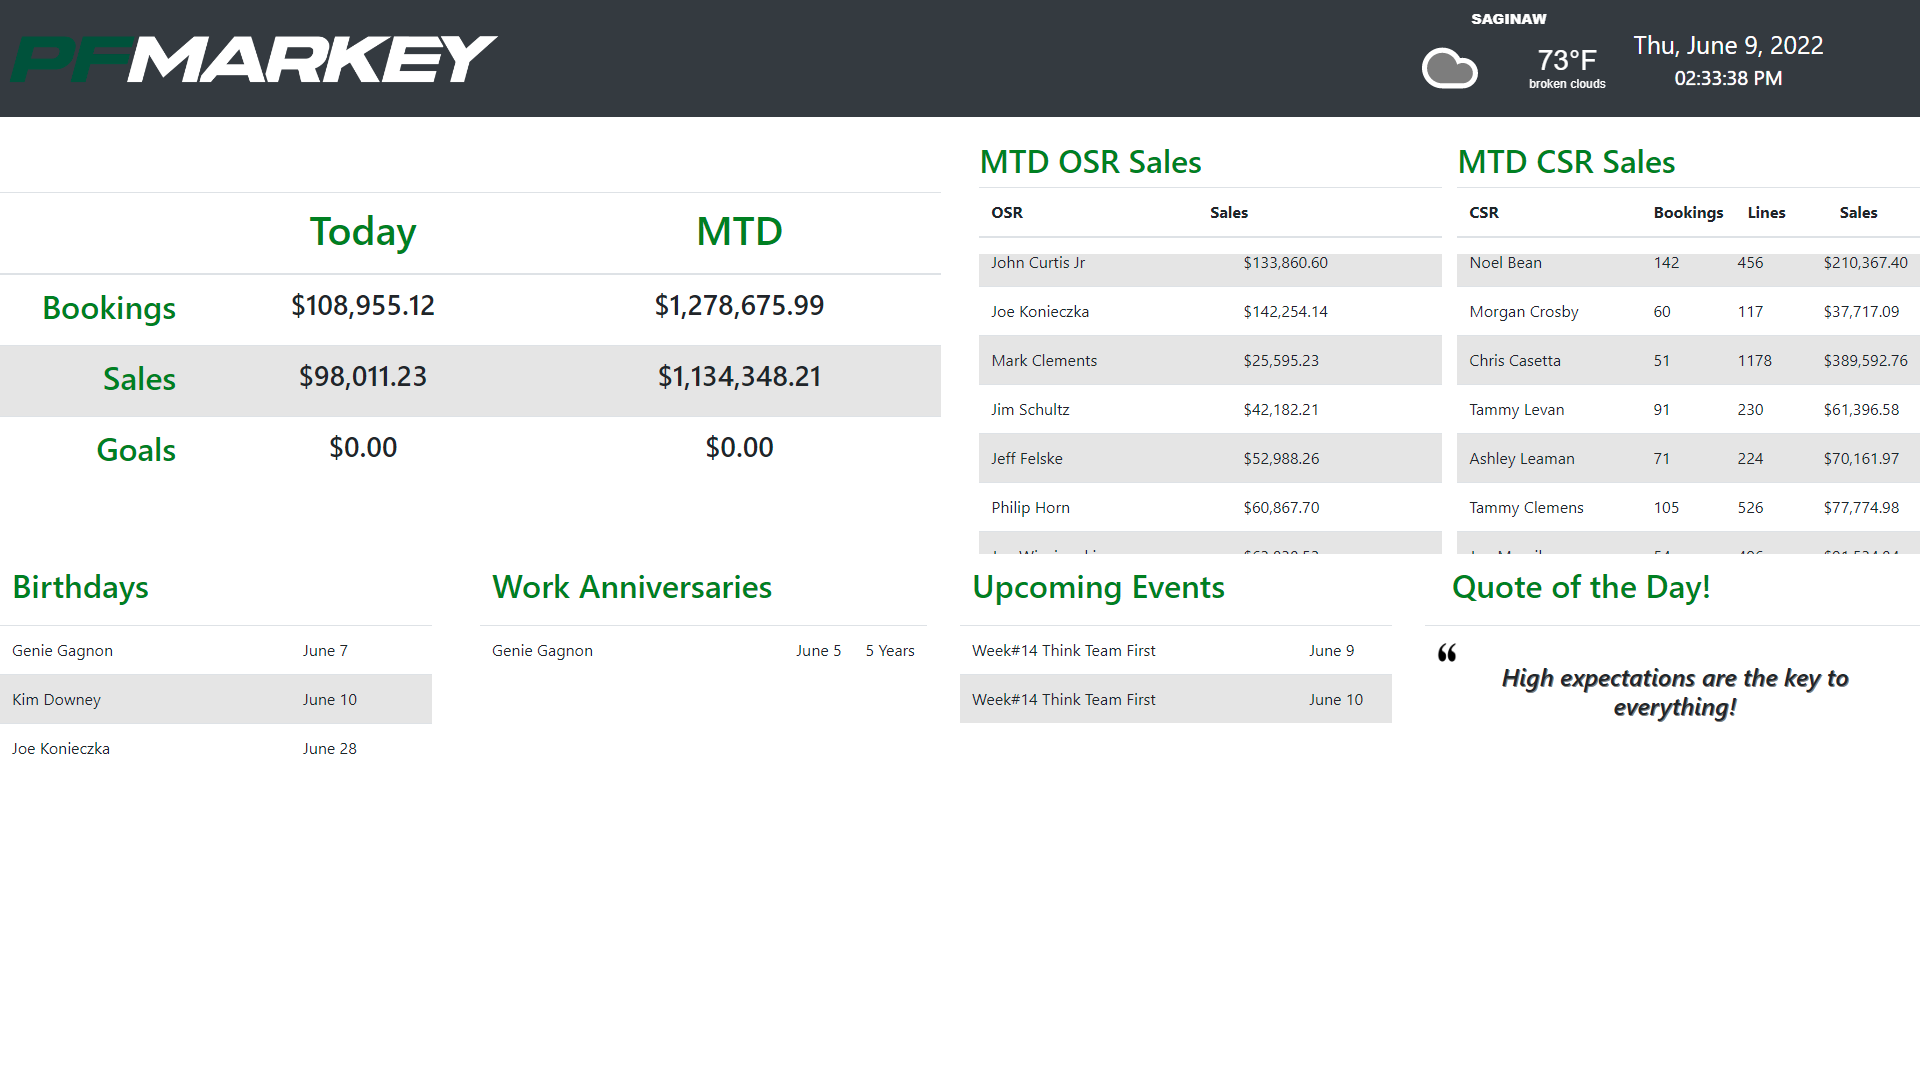 PFMARKEY
SAGINAW
73°F
broken clouds
Thu, June 9, 2022
02:33:38 PM
Today MTD
Bookings $108,955.12 $1,278,675.99
Sales $98,011.23 $1,134,348.21
Goals $0.00 $0.00
MTD OSR Sales
OSR Sales
John Curtis Jr $133,860.60
Joe Konieczka $142,254.14
Mark Clements $25,595.23
Jim Schultz $42,182.21
Jeff Felske $52,988.26
Philip Horn $60,867.70
MTD CSR Sales
CSR Bookings Lines Sales
Noel Bean 142 456 $210,367.40
Morgan Crosby 60 117 $37,717.09
Chris Casetta 51 1178 $389,592.76
Tammy Levan 91 230 $61,396.58
Ashley Leaman 71 224 $70,161.97
Tammy Clemens 105 526 $77,774.98
Birthdays
Genie Gagnon June 7
Kim Downey June 10
Joe Konieczka June 28
Work Anniversaries
Genie Gagnon June 5 5 Years
Upcoming Events
Week#14 Think Team First June 9
Week#14 Think Team First June 10
Quote of the Day!
“
High expectations are the key to
everything!